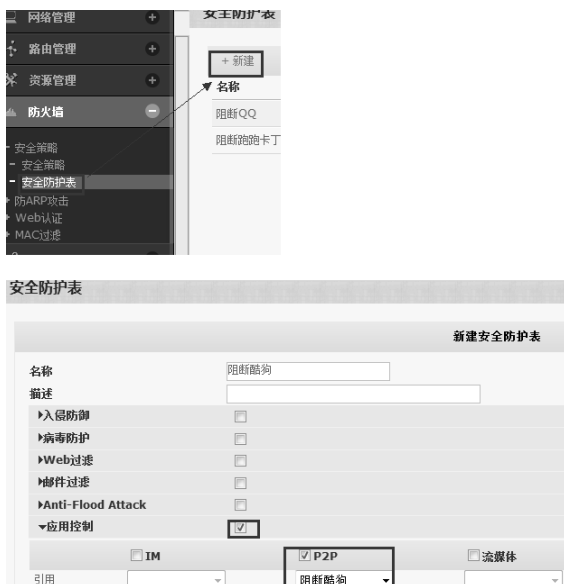 网络管理
安全防护表
路由管理
+ 新建
资源管理
名称
防火墙
阻断QQ
阻断跑跑卡丁
安全策略
安全策略
安全防护表
防ARP攻击
Web认证
MAC过滤
安全防护表
新建安全防护表
名称 阻断酷狗
描述
入侵防御
病毒防护
Web过滤
邮件过滤
Anti-Flood Attack
应用控制
IM P2P 流媒体
引用 阻断酷狗